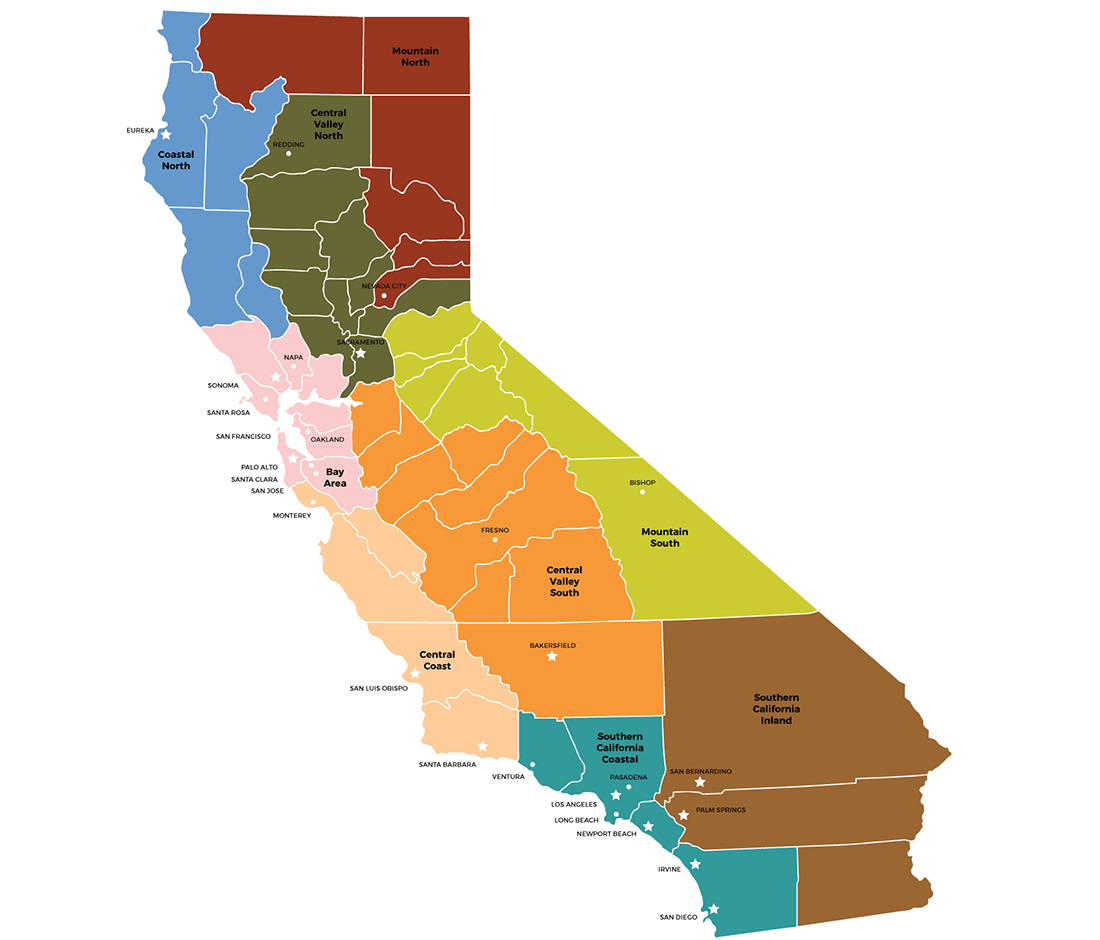 Mountain
North
Central
Valley
North
EUREKA
REDDING
Coastal
North
NEVADA CITY
SACRAMENTO
NAPA
SONOMA
SANTA ROSA
SAN FRANCISCO
OAKLAND
PALO ALTO
Bay
Area
SANTA CLARA
SAN JOSE
BISHOP
MONTEREY
FRESNO
Mountain
South
Central
Valley
South
BAKERSFIELD
Central
Coast
SAN LUIS OBISPO
Southern
California
Inland
Southern
California
Coastal
SANTA BARBARA
VENTURA
PASADENA
SAN BERNARDINO
LOS ANGELES
PALM SPRINGS
LONG BEACH
NEWPORT BEACH
IRVINE
SAN DIEGO